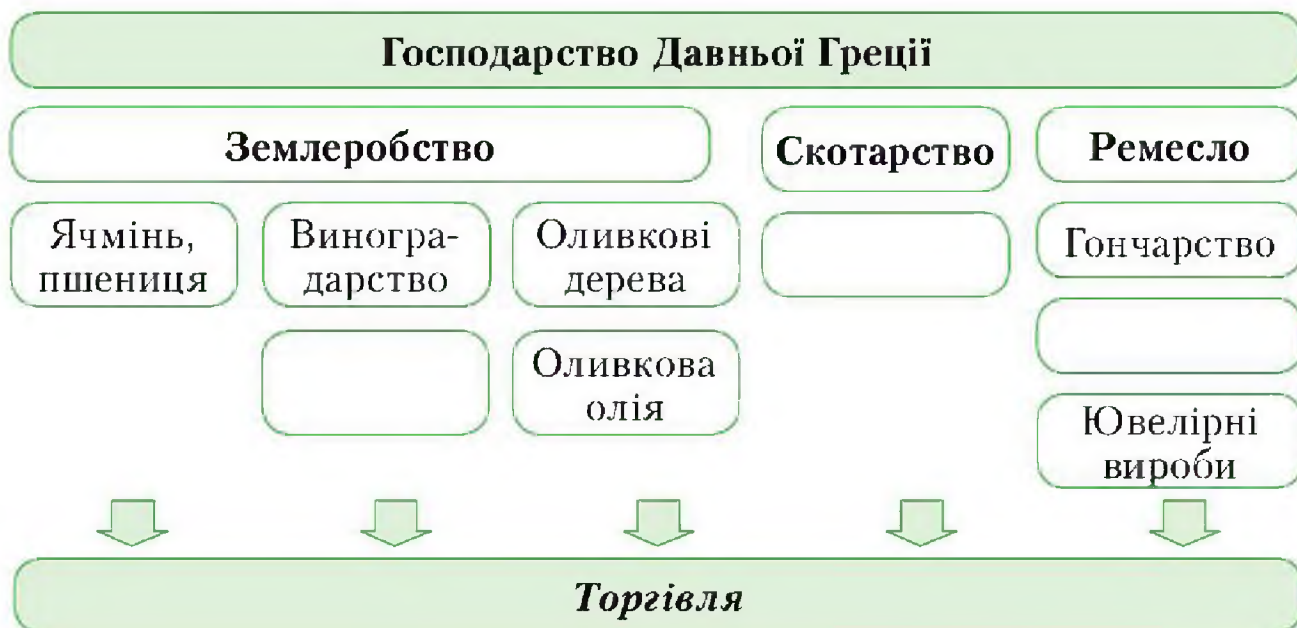 Господарство Давньої Греції
Землеробство
Скотарство
Ремесло
Ячмінь,
пшениця
Виногра-
дарство
Оливкові
дерева
Гончарство
Оливкова
олія
Ювелірні
вироби
Торгівля